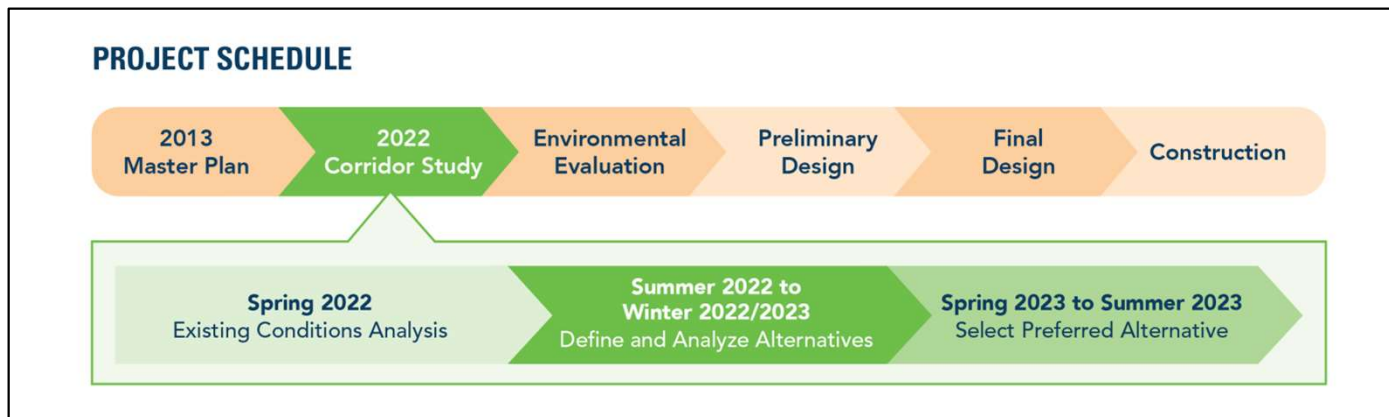 PROJECT SCHEDULE
2013
Master Plan
2022
Corridor Study
Environmental
Evaluation
Preliminary
Design
Final
Design
Construction
Spring 2022
Existing Conditions Analysis
Summer 2022 to
Winter 2022/2023
Define and Analyze Alternatives
Spring 2023 to Summer 2023
Select Preferred Alternative